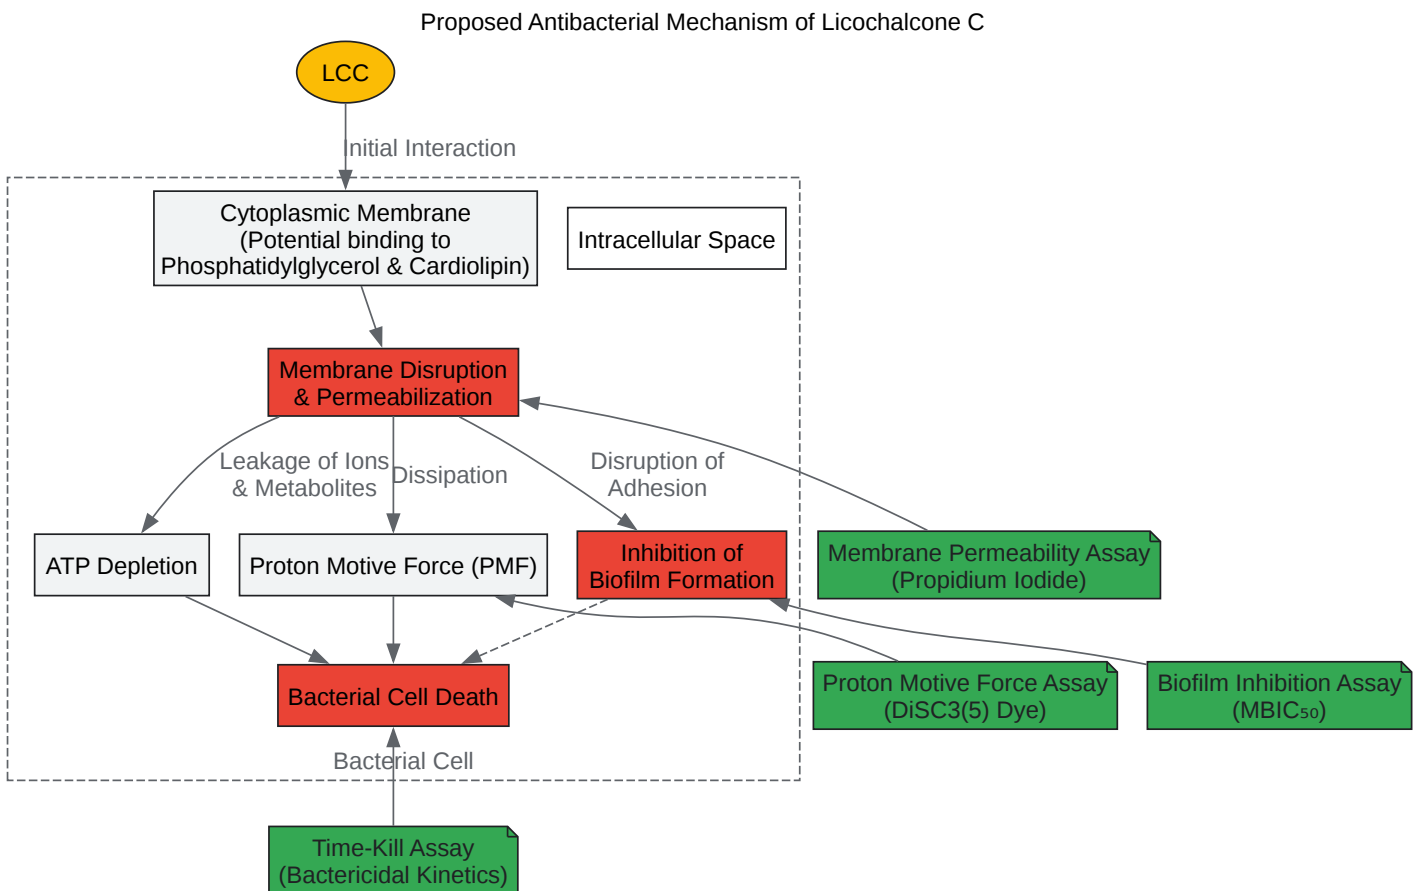 Proposed Antibacterial Mechanism of Licochalcone C
LCC
Initial Interaction
Cytoplasmic Membrane
(Potential binding to
Phosphatidylglycerol & Cardiolipin)
Intracellular Space
Membrane Disruption
& Permeabilization
Leakage of Ions
& Metabolites
Dissipation
Disruption of
Adhesion
ATP Depletion
Proton Motive Force (PMF)
Inhibition of
Biofilm Formation
Membrane Permeability Assay
(Propidium Iodide)
Bacterial Cell Death
Proton Motive Force Assay
(DiSC3(5) Dye)
Biofilm Inhibition Assay
(MBIC₅₀)
Bacterial Cell
Time-Kill Assay
(Bactericidal Kinetics)